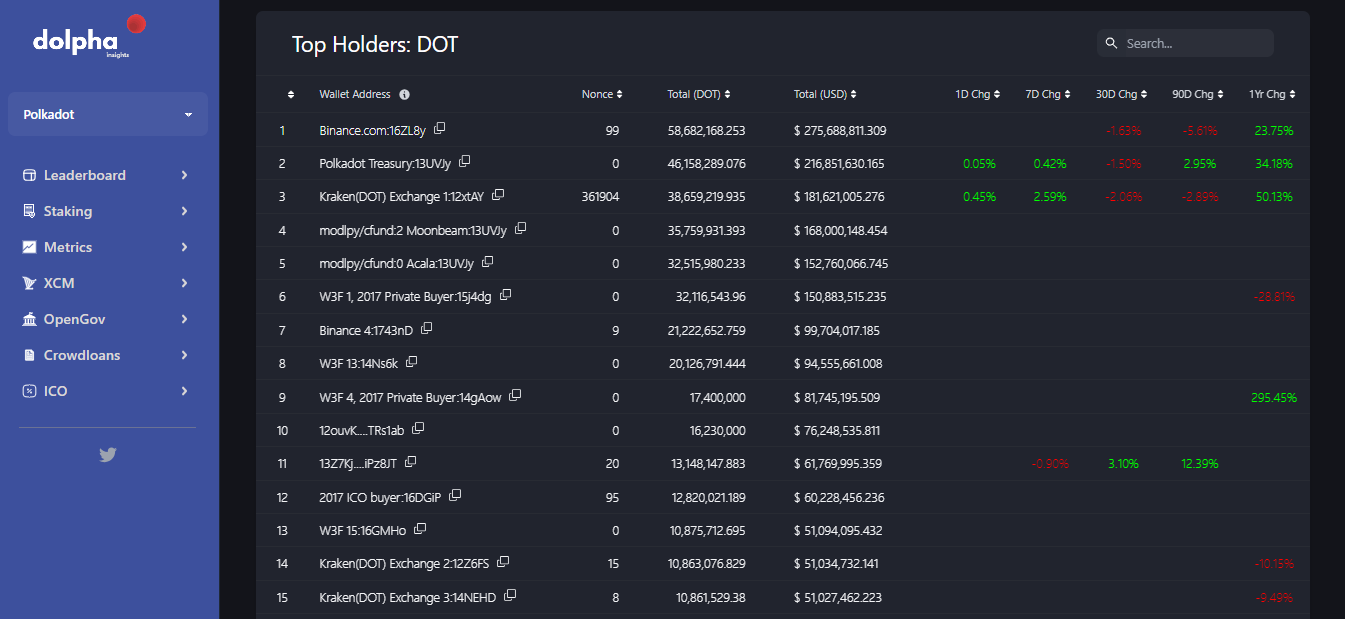 dolpha
insights
Polkadot
Leaderboard
Staking
Metrics
XCM
OpenGov
Crowdloans
ICO
Top Holders: DOT
Search...
Wallet Address Nonce Total (DOT) Total (USD) 1D Chg 7D Chg 30D Chg 90D Chg 1Yr Chg
1 Binance.com:16ZL8y 99 58,682,168.253 $ 275,688,811.309 -1.63% -5.61% 23.75%
2 Polkadot Treasury:13UVJy 0 46,158,289.076 $ 216,851,630.165 0.05% 0.42% -1.50% 2.95% 34.18%
3 Kraken(DOT) Exchange 1:12xtAY 361904 38,659,219.935 $ 181,621,005.276 0.45% 2.59% -2.06% -2.89% 50.13%
4 modlpy/cfund:2 Moonbeam:13UVJy 0 35,759,931.393 $ 168,000,148.454
5 modlpy/cfund:0 Acala:13UVJy 0 32,515,980.233 $ 152,760,066.745
6 W3F 1, 2017 Private Buyer:15j4dg 0 32,116,543.96 $ 150,883,515.235 -28.81%
7 Binance 4:1743nD 9 21,222,652.759 $ 99,704,017.185
8 W3F 13:14Ns6k 0 20,126,791.444 $ 94,555,661.008
9 W3F 4, 2017 Private Buyer:14gAow 0 17,400,000 $ 81,745,195.509 295.45%
10 12ouvK....TRs1ab 0 16,230,000 $ 76,248,535.811
11 13Z7Kj....iPz8JT 20 13,148,147.883 $ 61,769,995.359 -0.90% 3.10% 12.39%
12 2017 ICO buyer:16DGiP 95 12,820,021.189 $ 60,228,456.236
13 W3F 15:16GMHo 0 10,875,712.695 $ 51,094,095.432
14 Kraken(DOT) Exchange 2:12Z6FS 15 10,863,076.829 $ 51,034,732.141 -10.15%
15 Kraken(DOT) Exchange 3:14NEHD 8 10,861,529.38 $ 51,027,462.223 -9.49%